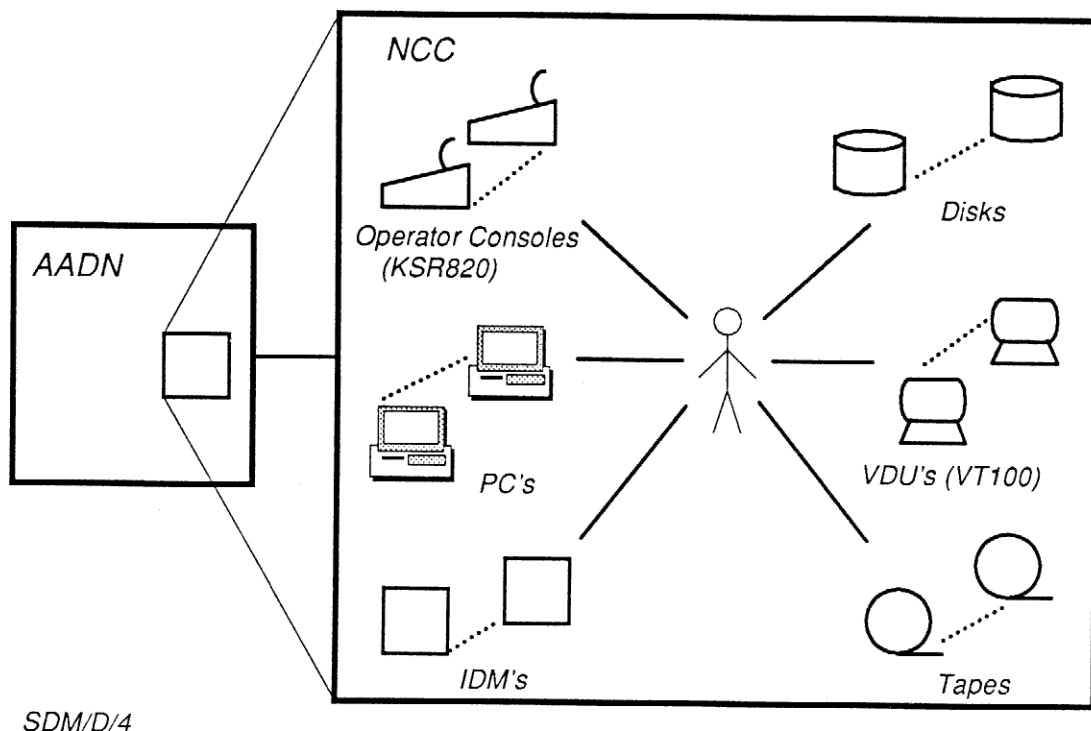 NCC
AADN
Operator Consoles
(KSR820)
Disks
PC's
VDU's (VT100)
IDM's
Tapes
SDM/D/4